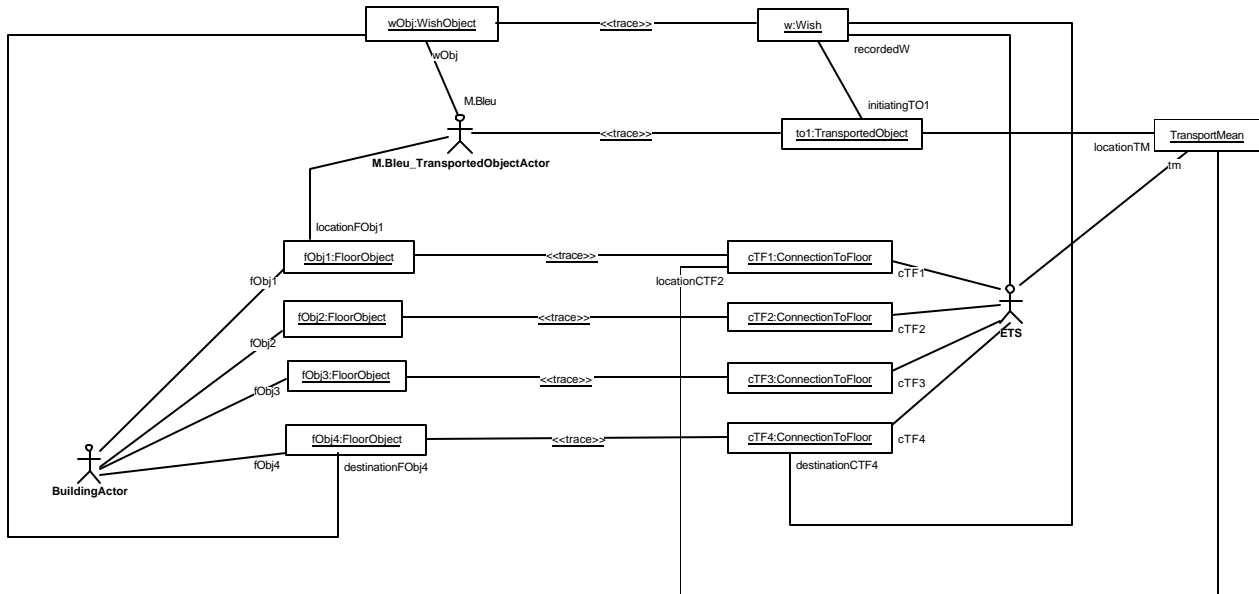 wObj:WishObject
<<trace>>
w:Wish
wObj
recordedW
M.Bleu
initiatingTO1
<<trace>>
to1:TransportedObject
TransportMean
locationTM
M.Bleu_TransportedObjectActor
tm
locationFObj1
fObj1:FloorObject
<<trace>>
cTF1:ConnectionToFloor
fObj1
locationCTF2
cTF1
fObj2:FloorObject
<<trace>>
cTF2:ConnectionToFloor
cTF2
ETS
fObj2
fObj3:FloorObject
<<trace>>
cTF3:ConnectionToFloor
fObj3
cTF3
fObj4:FloorObject
<<trace>>
cTF4:ConnectionToFloor
cTF4
fObj4
destinationFObj4
destinationCTF4
BuildingActor